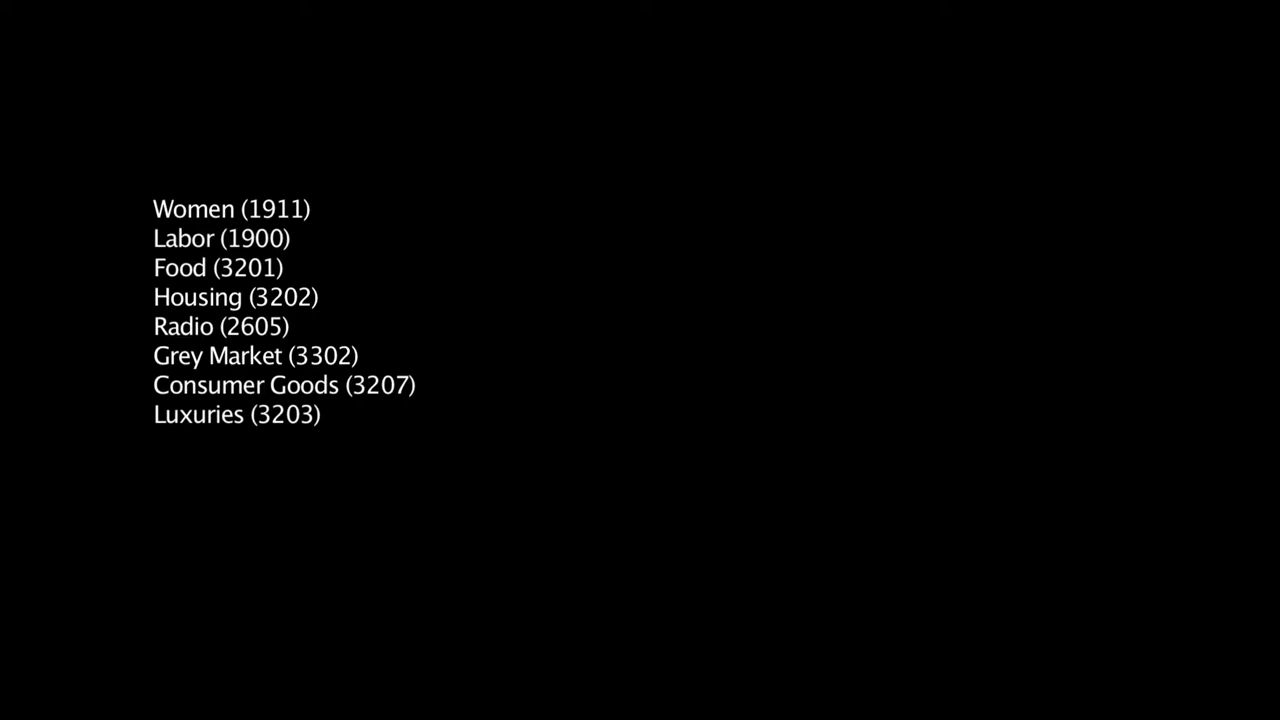 Women (1911)
Labor (1900)
Food (3201)
Housing (3202)
Radio (2605)
Grey Market (3302)
Consumer Goods (3207)
Luxuries (3203)